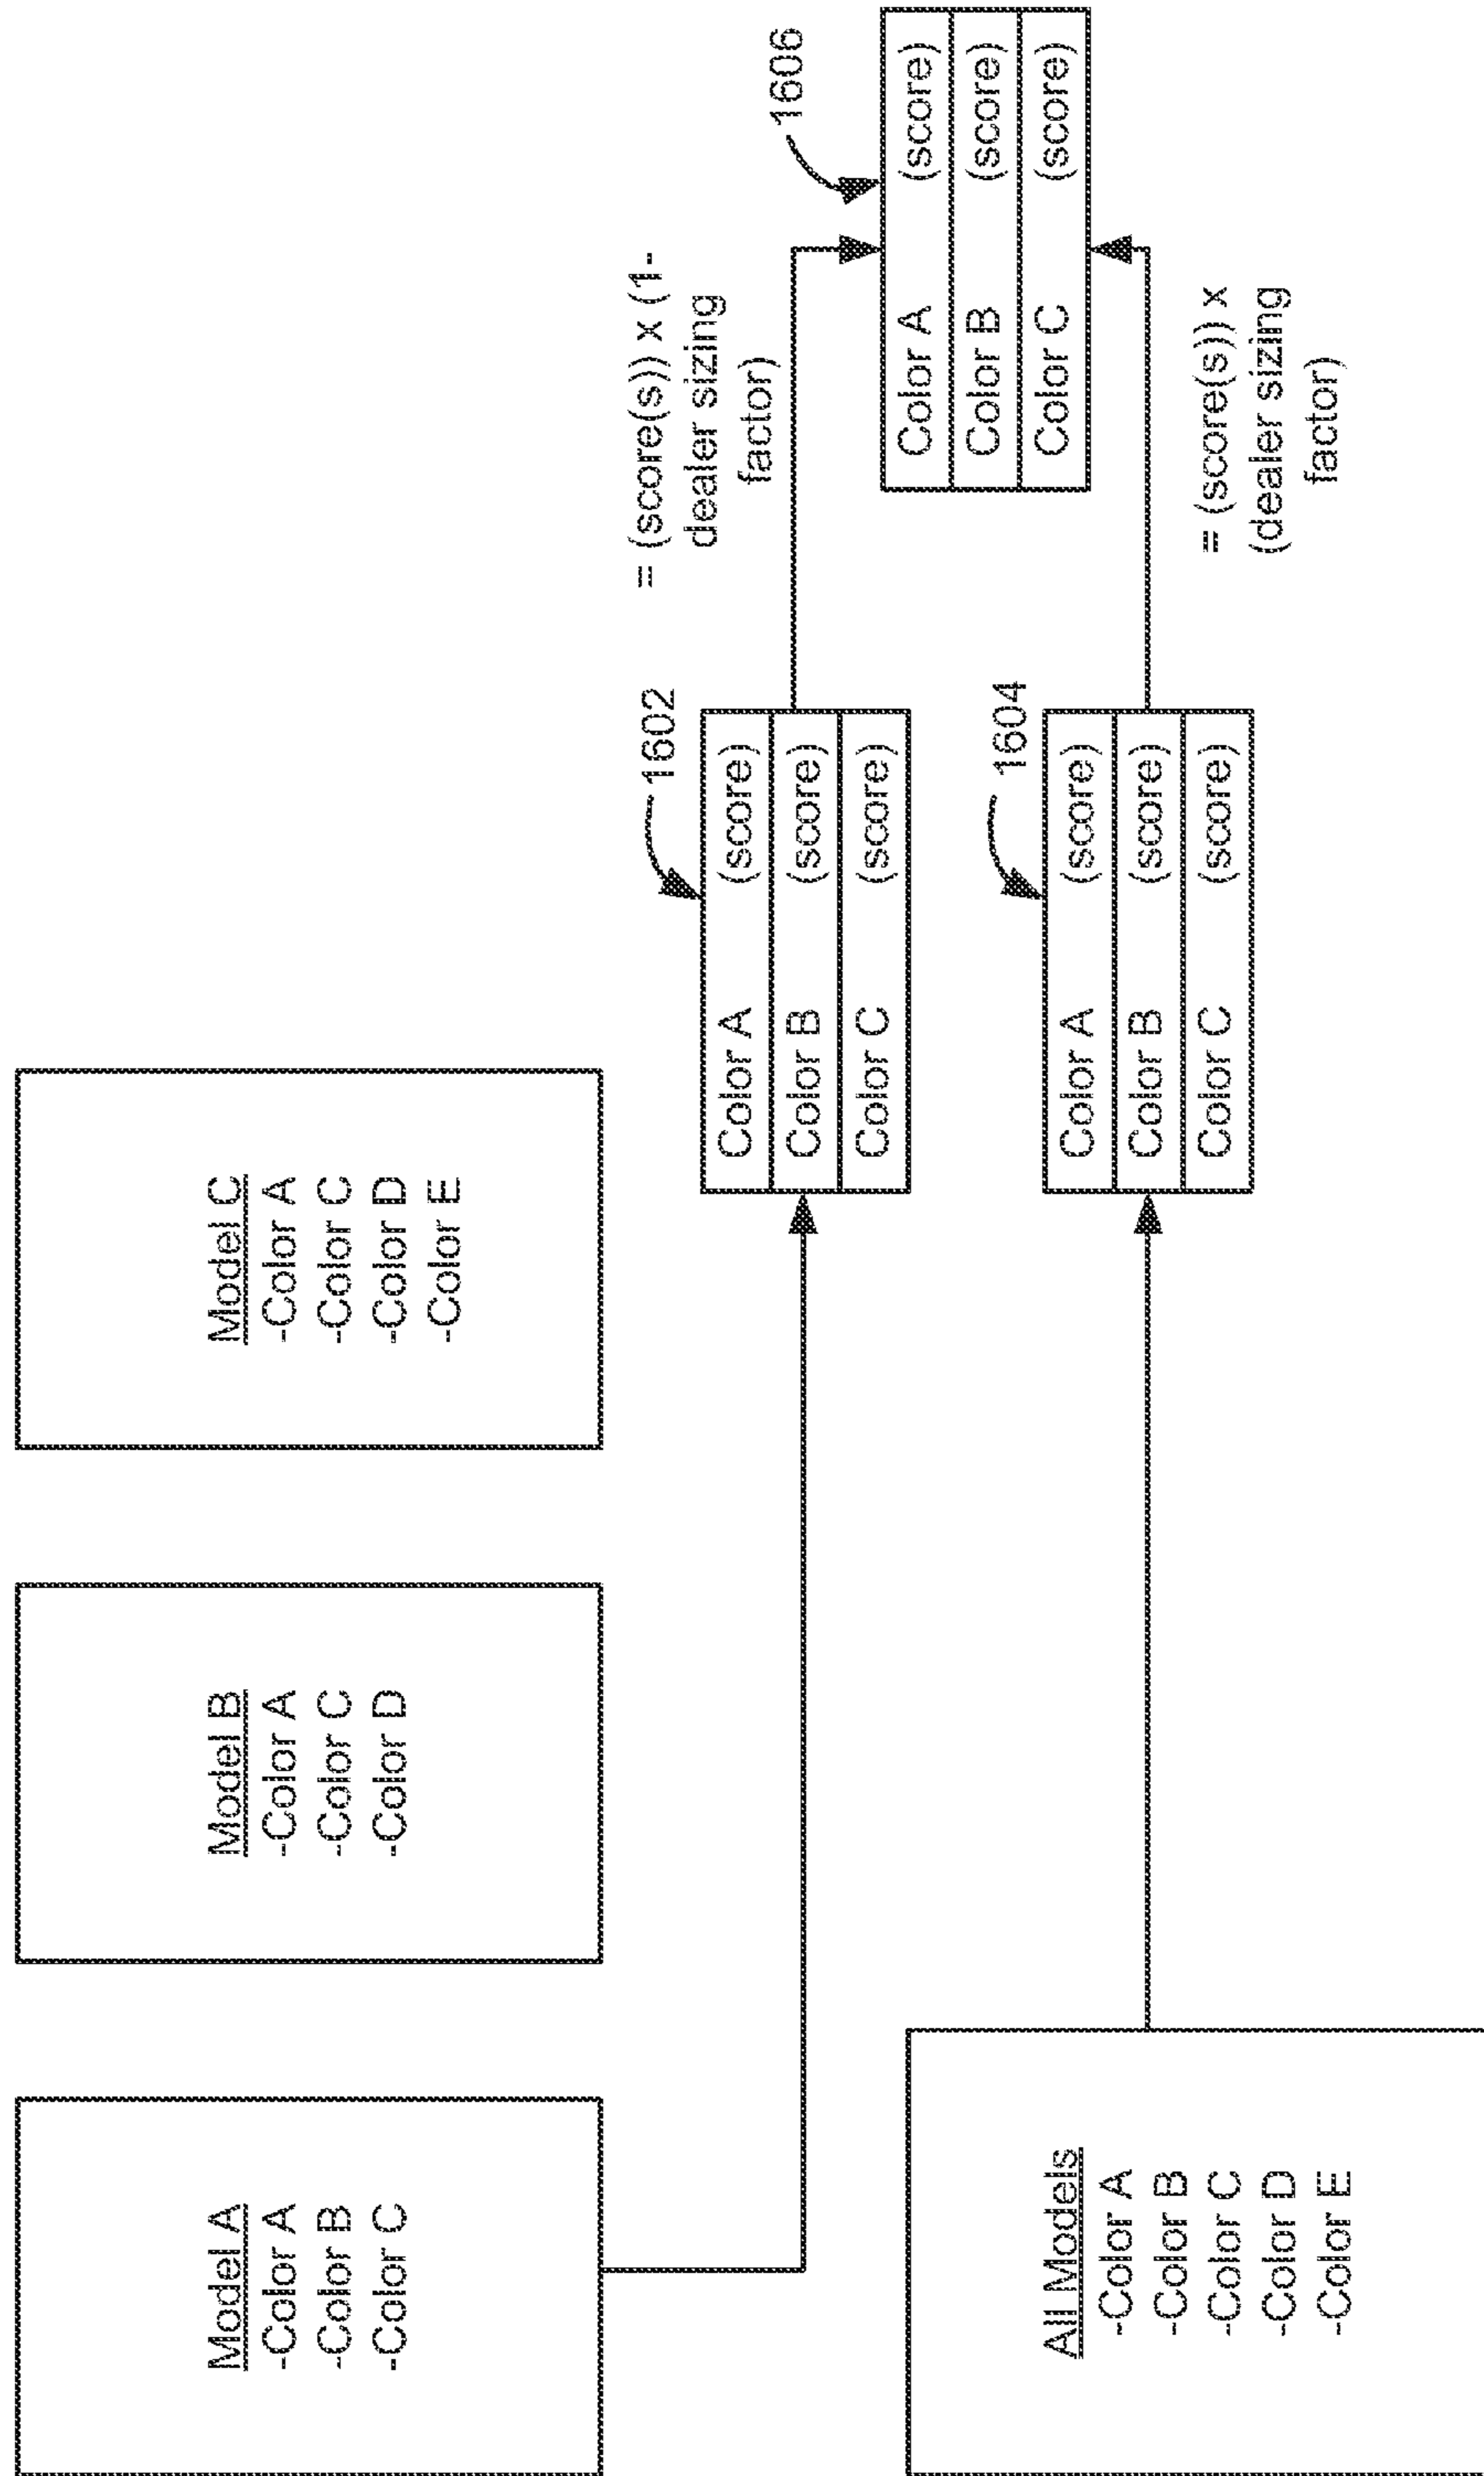 Model A
-Color A
-Color B
-Color C
Model B
-Color A
-Color C
-Color D
Model C
-Color A
-Color C
-Color D
-Color E
All Models
-Color A
-Color B
-Color C
-Color D
-Color E
1602
Color A (score)
Color B (score)
Color C (score)
1604
Color A (score)
Color B (score)
Color C (score)
= (score(s)) x (1-
dealer sizing
factor)
1606
Color A (score)
Color B (score)
Color C (score)
= (score(s)) x
(dealer sizing
factor)